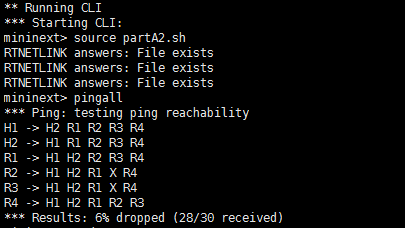 ** Running CLI
*** Starting CLI:
mininext> source partA2.sh
RTNETLINK answers: File exists
RTNETLINK answers: File exists
RTNETLINK answers: File exists
mininext> pingall
*** Ping: testing ping reachability
H1 -> H2 R1 R2 R3 R4
H2 -> H1 R1 R2 R3 R4
R1 -> H1 H2 R2 R3 R4
R2 -> H1 H2 R1 X R4
R3 -> H1 H2 R1 X R4
R4 -> H1 H2 R1 R2 R3
*** Results: 6% dropped (28/30 received)